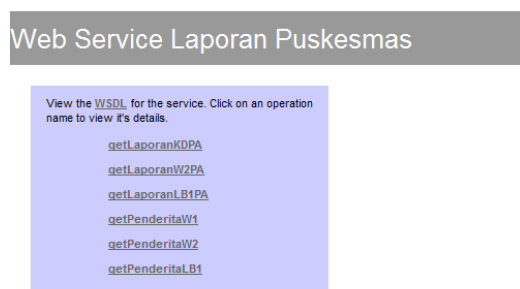 Web Service Laporan Puskesmas
View the WSDL for the service. Click on an operation
name to view it's details.
getLaporanKDPA
getLaporanW2PA
getLaporanLB1PA
getPenderitaW1
getPenderitaW2
getPenderitaLB1